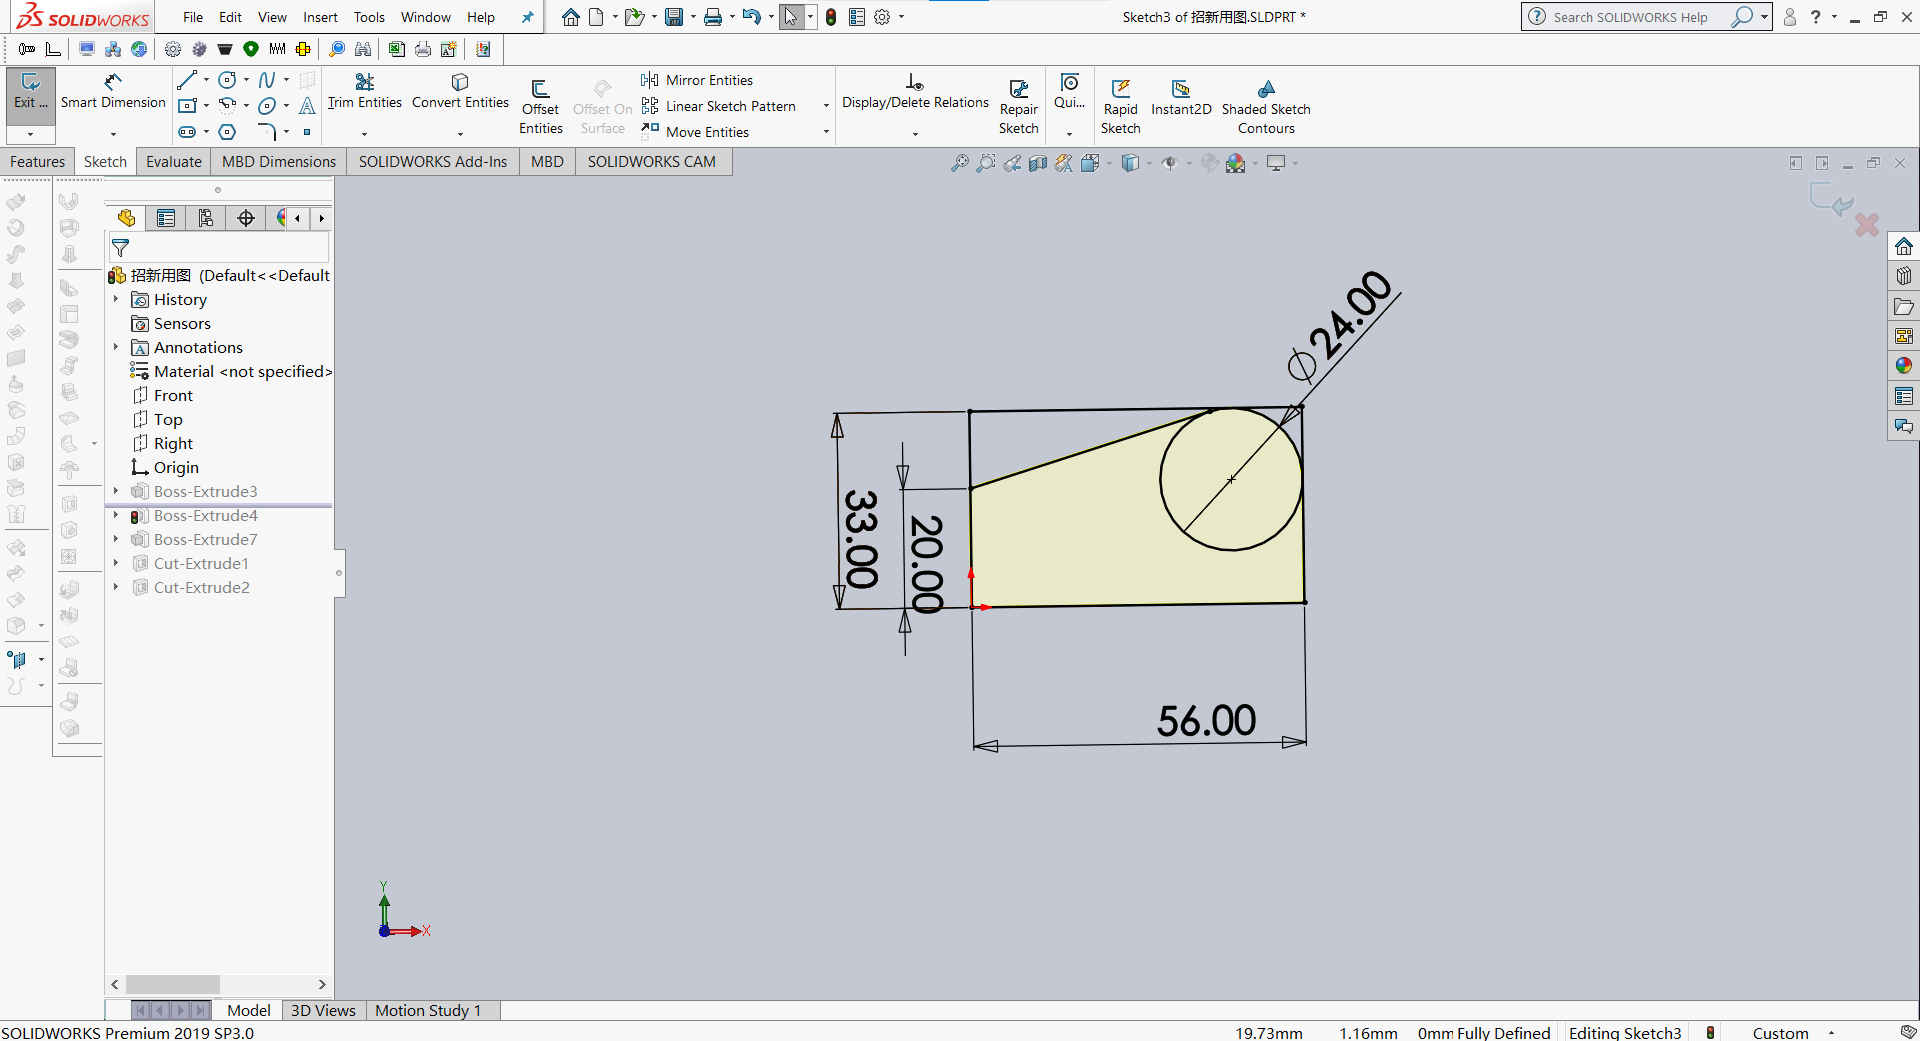 SOLIDWORKS File Edit View Insert Tools Window Help Sketch3 of 招新用图.SLDPRT * Search SOLIDWORKS Help
Exit ... Smart Dimension Trim Entities Convert Entities Offset Entities Offset On Surface Mirror Entities Linear Sketch Pattern Move Entities Display/Delete Relations Repair Sketch Qui... Rapid Sketch Instant2D Shaded Sketch Contours
Features Sketch Evaluate MBD Dimensions SOLIDWORKS Add-Ins MBD SOLIDWORKS CAM
招新用图 (Default<<Default
History
Sensors
Annotations
Material <not specified>
Front
Top
Right
Origin
Boss-Extrude3
Boss-Extrude4
Boss-Extrude7
Cut-Extrude1
Cut-Extrude2
∅24.00
33.00
20.00
56.00
Y
X
Model 3D Views Motion Study 1
SOLIDWORKS Premium 2019 SP3.0 19.73mm 1.16mm 0mm Fully Defined Editing Sketch3 Custom